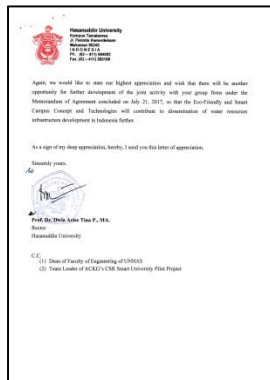 Hasanuddin University
Kampus Tamalanrea
Jl. Perintis Kemerdekaan
Makassar 90245
INDONESIA
Again, we would like to state our highest appreciation and wish that there will be another
opportunity for further development of the joint activity with your group firms under the
Memorandum of Agreement concluded on July 21, 2017, so that the Eco-Friendly and Smart
Campus Concept and Technologies will contribute to dissemination of water resources
infrastructure development in Indonesia further.
As a sign of my deep appreciation, hereby, I send you this letter of appreciation.
Sincerely yours.
Prof. Dr. Dwia Aries Tina P., MA.
Rector
Hasanuddin University
C.C.
(1) Dean of Faculty of Engineering of UNHAS
(2) Team Leader of ACKG's CSR Smart University Pilot Project